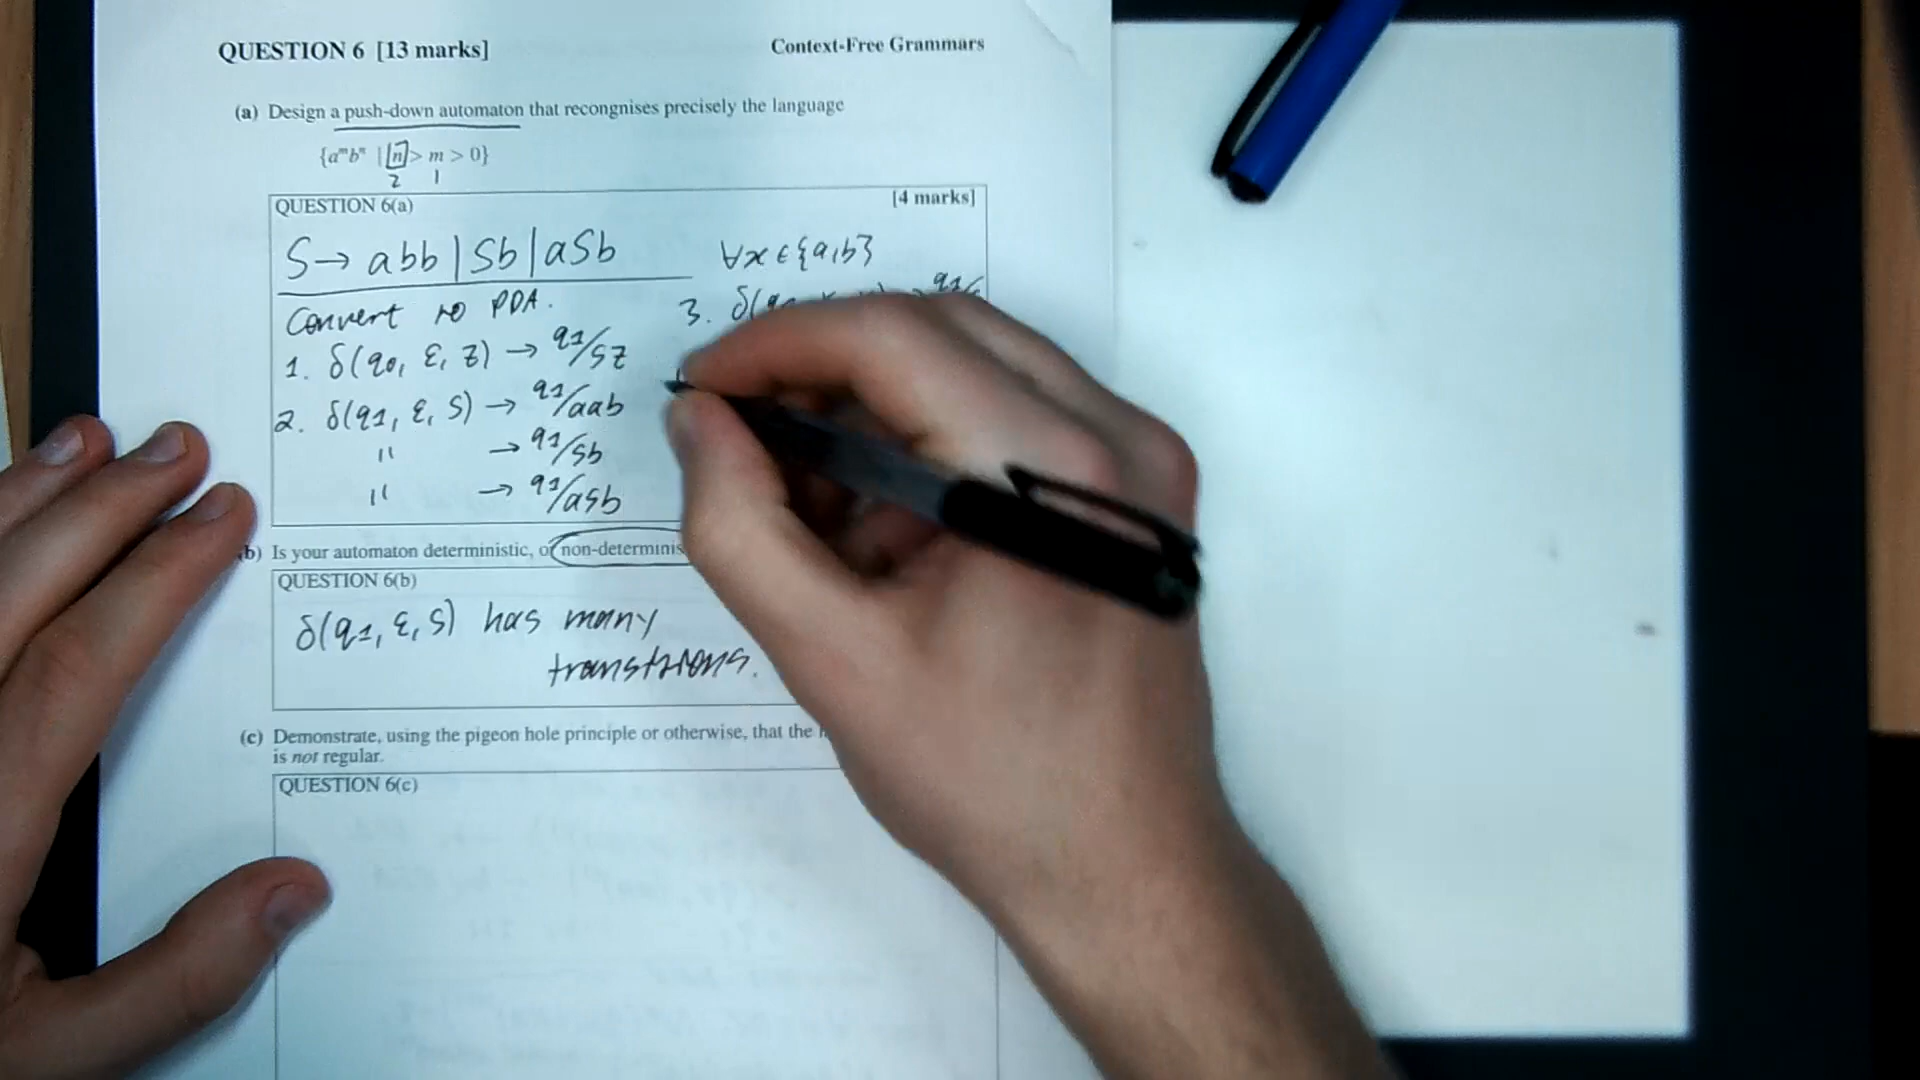 QUESTION 6 [13 marks]
Context-Free Grammars
(a) Design a push-down automaton that recongnises precisely the language
{aᵐbⁿ | n > m > 0}
2 1
QUESTION 6(a)
[4 marks]
S → abb | Sb | aSb
Convert to PDA.
1. δ(q0, ε, z) → q1/Sz
2. δ(q1, ε, S) → q1/aab
" → q1/Sb
" → q1/aSb
∀x ∈ {a,b}
3. δ(
(b) Is your automaton deterministic, or non-determinis
QUESTION 6(b)
δ(q1, ε, S) has many
transitions.
(c) Demonstrate, using the pigeon hole principle or otherwise, that the
is not regular.
QUESTION 6(c)